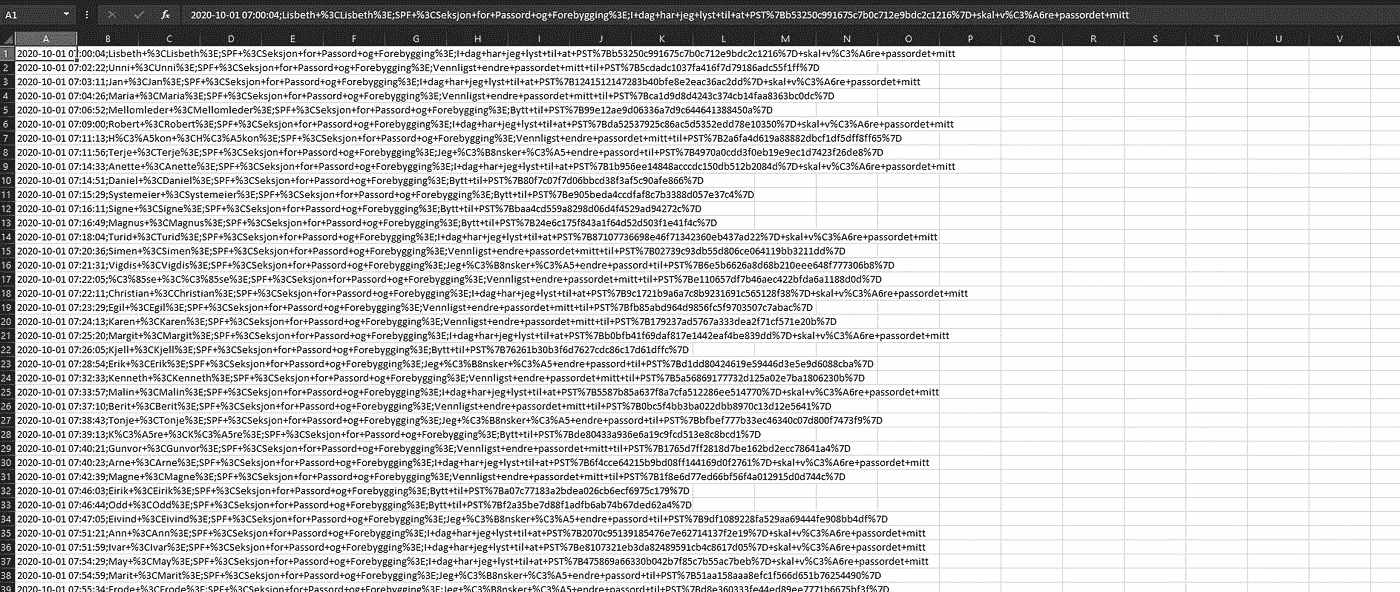 A1 2020-10-01 07:00:04;Lisbeth+%3CLisbeth%3E;SPF+%3CSeksjon+for+Passord+og+Forebygging%3E;I+dag+har+jeg+lyst+til+at+PST%7Bb53250c991675c7b0c712e9bdc2c1216%7D+skal+v%C3%A6re+passordet+mitt
A B C D E F G H I J K L M N O P Q R S T U V
1 2020-10-01 07:00:04;Lisbeth+%3CLisbeth%3E;SPF+%3CSeksjon+for+Passord+og+Forebygging%3E;I+dag+har+jeg+lyst+til+at+PST%7Bb53250c991675c7b0c712e9bdc2c1216%7D+skal+v%C3%A6re+passordet+mitt
2 2020-10-01 07:02:22;Unni+%3CUnni%3E;SPF+%3CSeksjon+for+Passord+og+Forebygging%3E;Vennligst+endre+passordet+mitt+til+PST%7B5cdadc1037fa416f7d79186adc55f1ff%7D
3 2020-10-01 07:03:11;Jan+%3CJan%3E;SPF+%3CSeksjon+for+Passord+og+Forebygging%3E;I+dag+har+jeg+lyst+til+at+PST%7B1241512147283b40bfe8e2eac36ac2dd%7D+skal+v%C3%A6re+passordet+mitt
4 2020-10-01 07:04:26;Maria+%3CMaria%3E;SPF+%3CSeksjon+for+Passord+og+Forebygging%3E;Vennligst+endre+passordet+mitt+til+PST%7Bca1d9d8d4243c374cb14faa8363bc0dc%7D
5 2020-10-01 07:06:52;Mellomleder+%3CMellomleder%3E;SPF+%3CSeksjon+for+Passord+og+Forebygging%3E;Bytt+til+PST%7B99e12ae9d06336a7d9c644641388450a%7D
6 2020-10-01 07:09:00;Robert+%3CRobert%3E;SPF+%3CSeksjon+for+Passord+og+Forebygging%3E;I+dag+har+jeg+lyst+til+at+PST%7Bda52537925c86ac5d5352edd78e10350%7D+skal+v%C3%A6re+passordet+mitt
7 2020-10-01 07:11:13;H%C3%A5kon+%3CH%C3%A5kon%3E;SPF+%3CSeksjon+for+Passord+og+Forebygging%3E;Vennligst+endre+passordet+mitt+til+PST%7B2a6fa4d619a88882dbcf1df5dff8ff65%7D
8 2020-10-01 07:11:56;Terje+%3CTerje%3E;SPF+%3CSeksjon+for+Passord+og+Forebygging%3E;Jeg+%C3%B8nsker+%C3%A5+endre+passord+til+PST%7B4970a0cdd3f0eb19e9ec1d7423f26de8%7D
9 2020-10-01 07:14:33;Anette+%3CAnette%3E;SPF+%3CSeksjon+for+Passord+og+Forebygging%3E;I+dag+har+jeg+lyst+til+at+PST%7B1b956ee14848acccdc150db512b2084d%7D+skal+v%C3%A6re+passordet+mitt
10 2020-10-01 07:14:51;Daniel+%3CDaniel%3E;SPF+%3CSeksjon+for+Passord+og+Forebygging%3E;Bytt+til+PST%7B80f7c07f7d06bbcd38f3af5c90afe866%7D
11 2020-10-01 07:15:29;Systemeier+%3CSystemeier%3E;SPF+%3CSeksjon+for+Passord+og+Forebygging%3E;Bytt+til+PST%7Be905beda4ccdfaf8c7b3388d057e37c4%7D
12 2020-10-01 07:16:11;Signe+%3CSigne%3E;SPF+%3CSeksjon+for+Passord+og+Forebygging%3E;Bytt+til+PST%7Bbaa4cd559a8298d06d4f4529ad94272c%7D
13 2020-10-01 07:16:49;Magnus+%3CMagnus%3E;SPF+%3CSeksjon+for+Passord+og+Forebygging%3E;Bytt+til+PST%7B24e6c175f843a1f64d52d503f1e41f4c%7D
14 2020-10-01 07:18:04;Turid+%3CTurid%3E;SPF+%3CSeksjon+for+Passord+og+Forebygging%3E;I+dag+har+jeg+lyst+til+at+PST%7B87107736698e46f71342360eb437ad22%7D+skal+v%C3%A6re+passordet+mitt
15 2020-10-01 07:20:36;Simen+%3CSimen%3E;SPF+%3CSeksjon+for+Passord+og+Forebygging%3E;Vennligst+endre+passordet+mitt+til+PST%7B02739c93db55d806ce064119bb3211dd%7D
16 2020-10-01 07:21:31;Vigdis+%3CVigdis%3E;SPF+%3CSeksjon+for+Passord+og+Forebygging%3E;Jeg+%C3%B8nsker+%C3%A5+endre+passord+til+PST%7B6e5b6626a8d68b210eee648f777306b8%7D
17 2020-10-01 07:22:05;%C3%85se+%3C%C3%85se%3E;SPF+%3CSeksjon+for+Passord+og+Forebygging%3E;Vennligst+endre+passordet+mitt+til+PST%7Be110657df7b46aec422bfda6a1188d0d%7D
18 2020-10-01 07:22:11;Christian+%3CChristian%3E;SPF+%3CSeksjon+for+Passord+og+Forebygging%3E;I+dag+har+jeg+lyst+til+at+PST%7B9c1721b9a6a7c8b9231691c565128f38%7D+skal+v%C3%A6re+passordet+mitt
19 2020-10-01 07:23:29;Egil+%3CEgil%3E;SPF+%3CSeksjon+for+Passord+og+Forebygging%3E;Vennligst+endre+passordet+mitt+til+PST%7Bfb85abd964d9856fc5f9703507c7abac%7D
20 2020-10-01 07:24:13;Karen+%3CKaren%3E;SPF+%3CSeksjon+for+Passord+og+Forebygging%3E;Vennligst+endre+passordet+mitt+til+PST%7B179237ad5767a333dea2f71cf571e20b%7D
21 2020-10-01 07:25:20;Margit+%3CMargit%3E;SPF+%3CSeksjon+for+Passord+og+Forebygging%3E;I+dag+har+jeg+lyst+til+at+PST%7Bb0bfb41f69daf817e1442eaf4be839dd%7D+skal+v%C3%A6re+passordet+mitt
22 2020-10-01 07:26:05;Kjell+%3CKjell%3E;SPF+%3CSeksjon+for+Passord+og+Forebygging%3E;Bytt+til+PST%7B76261b30b3f6d7627cdc86c17d61dffc%7D
23 2020-10-01 07:28:54;Erik+%3CErik%3E;SPF+%3CSeksjon+for+Passord+og+Forebygging%3E;Jeg+%C3%B8nsker+%C3%A5+endre+passord+til+PST%7Bd1dd80424619e59446d3e5e9d6088cba%7D
24 2020-10-01 07:32:33;Kenneth+%3CKenneth%3E;SPF+%3CSeksjon+for+Passord+og+Forebygging%3E;Vennligst+endre+passordet+mitt+til+PST%7B5a56869177732d125a02e7ba1806230b%7D
25 2020-10-01 07:33:57;Malin+%3CMalin%3E;SPF+%3CSeksjon+for+Passord+og+Forebygging%3E;I+dag+har+jeg+lyst+til+at+PST%7B5587b85a637f8a7cfa512286ee514770%7D+skal+v%C3%A6re+passordet+mitt
26 2020-10-01 07:37:10;Berit+%3CBerit%3E;SPF+%3CSeksjon+for+Passord+og+Forebygging%3E;Vennligst+endre+passordet+mitt+til+PST%7B0bc5f4bb3ba022dbb8970c13d12e5641%7D
27 2020-10-01 07:38:43;Tonje+%3CTonje%3E;SPF+%3CSeksjon+for+Passord+og+Forebygging%3E;Jeg+%C3%B8nsker+%C3%A5+endre+passord+til+PST%7Bbfbef777b33ec46340c07d800f7473f9%7D
28 2020-10-01 07:39:13;K%C3%A5re+%3CK%C3%A5re%3E;SPF+%3CSeksjon+for+Passord+og+Forebygging%3E;Bytt+til+PST%7Bde80433a936e6a19c9fcd513e8c8bcd1%7D
29 2020-10-01 07:40:21;Gunvor+%3CGunvor%3E;SPF+%3CSeksjon+for+Passord+og+Forebygging%3E;Vennligst+endre+passordet+mitt+til+PST%7B1765d7ff2818d7be162bd2ecc78641a4%7D
30 2020-10-01 07:40:23;Arne+%3CArne%3E;SPF+%3CSeksjon+for+Passord+og+Forebygging%3E;I+dag+har+jeg+lyst+til+at+PST%7B6f4cce64215b9bd08ff144169d0f2761%7D+skal+v%C3%A6re+passordet+mitt
31 2020-10-01 07:42:39;Magne+%3CMagne%3E;SPF+%3CSeksjon+for+Passord+og+Forebygging%3E;Vennligst+endre+passordet+mitt+til+PST%7B1f8e6d77ed66bf56f4a012915d0d744c%7D
32 2020-10-01 07:46:03;Eirik+%3CEirik%3E;SPF+%3CSeksjon+for+Passord+og+Forebygging%3E;Bytt+til+PST%7Ba07c77183a2bdea026cb6ecf6975c179%7D
33 2020-10-01 07:46:44;Odd+%3COdd%3E;SPF+%3CSeksjon+for+Passord+og+Forebygging%3E;Bytt+til+PST%7Bf2a35be7d88f1adfb6ab74b67ded62a4%7D
34 2020-10-01 07:47:05;Eivind+%3CEivind%3E;SPF+%3CSeksjon+for+Passord+og+Forebygging%3E;Jeg+%C3%B8nsker+%C3%A5+endre+passord+til+PST%7B9df1089228fa529aa69444fe908bb4df%7D
35 2020-10-01 07:51:21;Ann+%3CAnn%3E;SPF+%3CSeksjon+for+Passord+og+Forebygging%3E;I+dag+har+jeg+lyst+til+at+PST%7B2070c95139185476e7e62714137f2e19%7D+skal+v%C3%A6re+passordet+mitt
36 2020-10-01 07:51:59;Ivar+%3CIvar%3E;SPF+%3CSeksjon+for+Passord+og+Forebygging%3E;I+dag+har+jeg+lyst+til+at+PST%7Be8107321eb3da82489591cb4c8617d05%7D+skal+v%C3%A6re+passordet+mitt
37 2020-10-01 07:54:29;May+%3CMay%3E;SPF+%3CSeksjon+for+Passord+og+Forebygging%3E;I+dag+har+jeg+lyst+til+at+PST%7B475869a66330b042b7f85c7b55ac7beb%7D+skal+v%C3%A6re+passordet+mitt
38 2020-10-01 07:54:59;Marit+%3CMarit%3E;SPF+%3CSeksjon+for+Passord+og+Forebygging%3E;Jeg+%C3%B8nsker+%C3%A5+endre+passord+til+PST%7B51aa158aaa8efc1f566d651b76254490%7D
39 2020-10-01 07:55:34;Frode+%3CFrode%3E;SPF+%3CSeksjon+for+Passord+og+Forebygging%3E;Jeg+%C3%B8nsker+%C3%A5+endre+passord+til+PST%7Bd8e360333fe44ed89ee7771b6675bf3f%7D